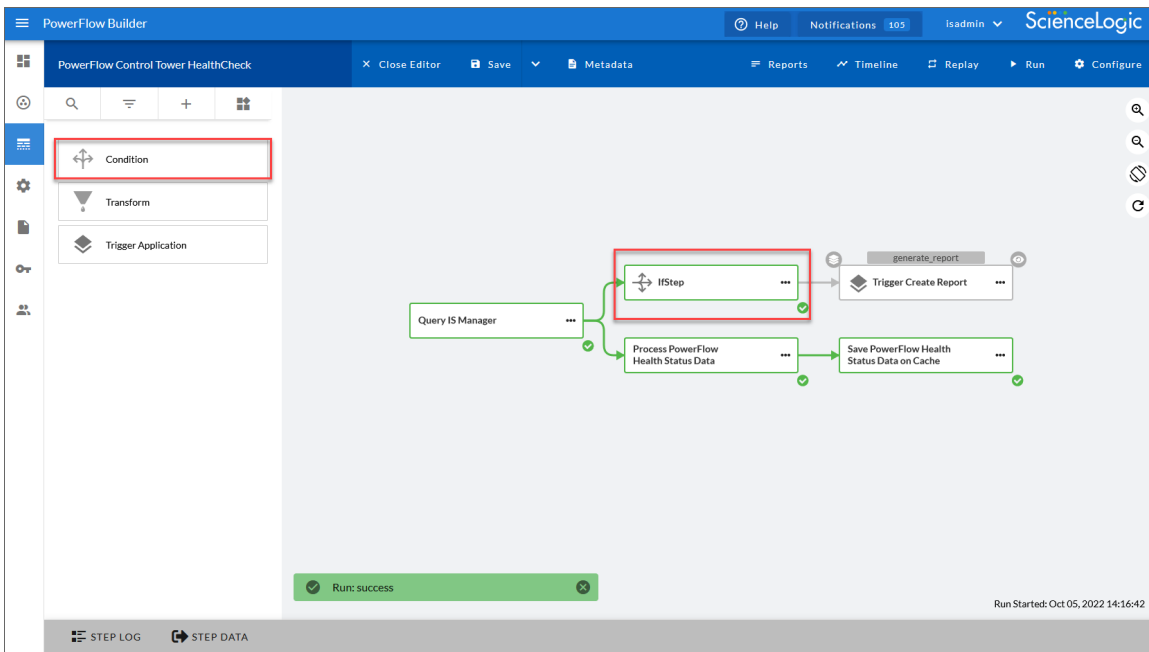 PowerFlow Builder
Help
Notifications 105
isadmin
ScienceLogic
PowerFlow Control Tower HealthCheck
Close Editor
Save
Metadata
Reports
Timeline
Replay
Run
Configure
Condition
Transform
Trigger Application
generate_report
IfStep
Trigger Create Report
Query IS Manager
Process PowerFlow
Health Status Data
Save PowerFlow Health
Status Data on Cache
Run: success
Run Started: Oct 05, 2022 14:16:42
STEP LOG
STEP DATA